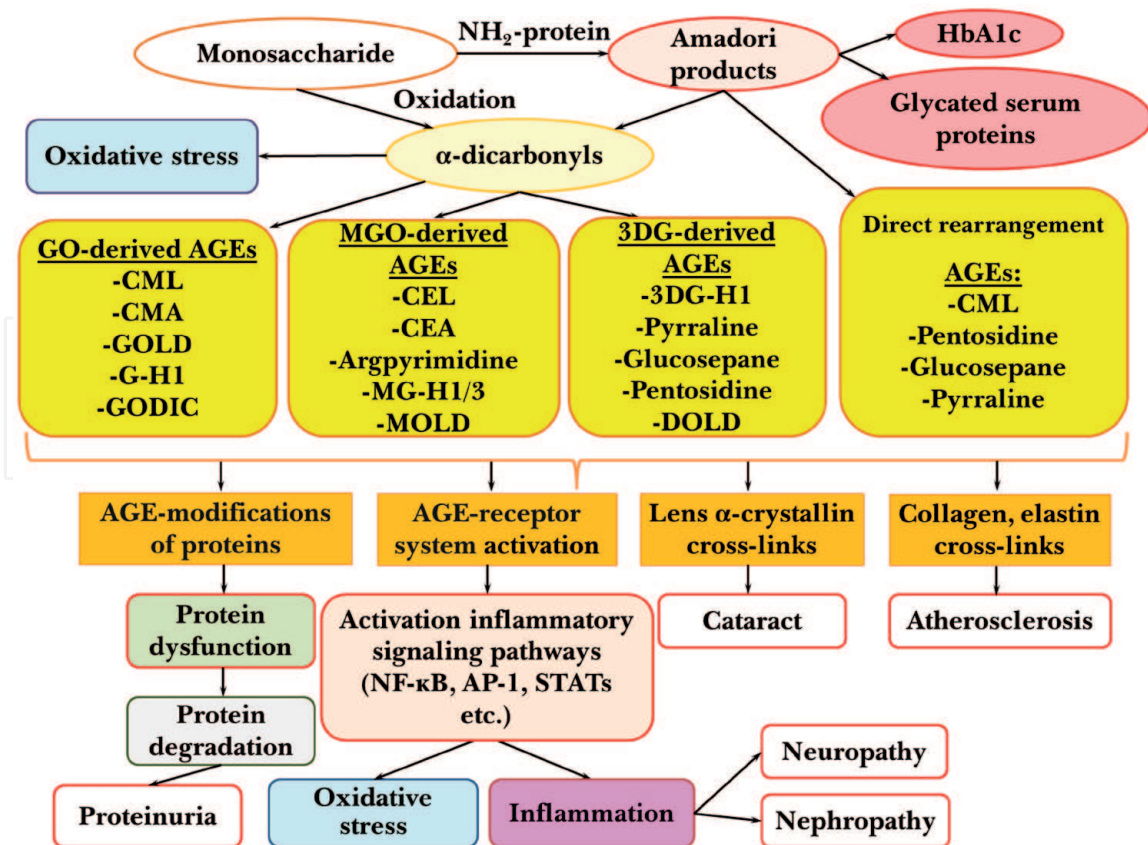 NH₂-protein
Monosaccharide
Amadori
products
HbA1c
Glycated serum
proteins
Oxidation
Oxidative stress
α-dicarbonyls
GO-derived AGEs
-CML
-CMA
-GOLD
-G-H1
-GODIC
MGO-derived
AGEs
-CEL
-CEA
-Argpyrimidine
-MG-H1/3
-MOLD
3DG-derived
AGEs
-3DG-H1
-Pyrraline
-Glucosepane
-Pentosidine
-DOLD
Direct rearrangement
AGEs:
-CML
-Pentosidine
-Glucosepane
-Pyrraline
AGE-modifications
of proteins
AGE-receptor
system activation
Lens α-crystallin
cross-links
Collagen, elastin
cross-links
Protein
dysfunction
Activation inflammatory
signaling pathways
(NF-κB, AP-1, STATs
etc.)
Cataract
Atherosclerosis
Protein
degradation
Proteinuria
Oxidative
stress
Inflammation
Neuropathy
Nephropathy